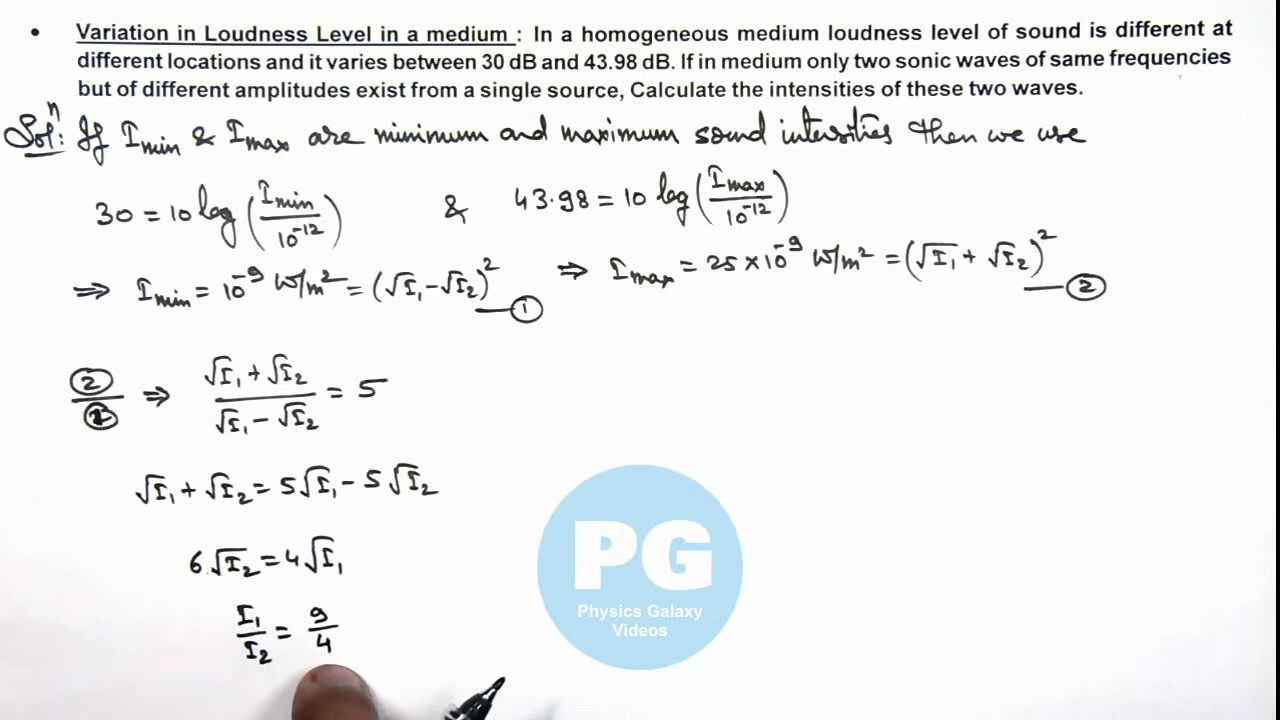 • Variation in Loudness Level in a medium : In a homogeneous medium loudness level of sound is different at
different locations and it varies between 30 dB and 43.98 dB. If in medium only two sonic waves of same frequencies
but of different amplitudes exist from a single source, Calculate the intensities of these two waves.
Solⁿ: If I_min & I_max are minimum and maximum sound intensities then we use
30 = 10 log (I_min / 10^-12) & 43.98 = 10 log (I_max / 10^-12)
⇒ I_min = 10^-9 W/m² = (√I₁ - √I₂)² —① ⇒ I_max = 25 × 10^-9 W/m² = (√I₁ + √I₂)² —②
②/① ⇒ (√I₁ + √I₂) / (√I₁ - √I₂) = 5
√I₁ + √I₂ = 5√I₁ - 5√I₂
6√I₂ = 4√I₁
I₁/I₂ = 9/4
PG
Physics Galaxy
Videos